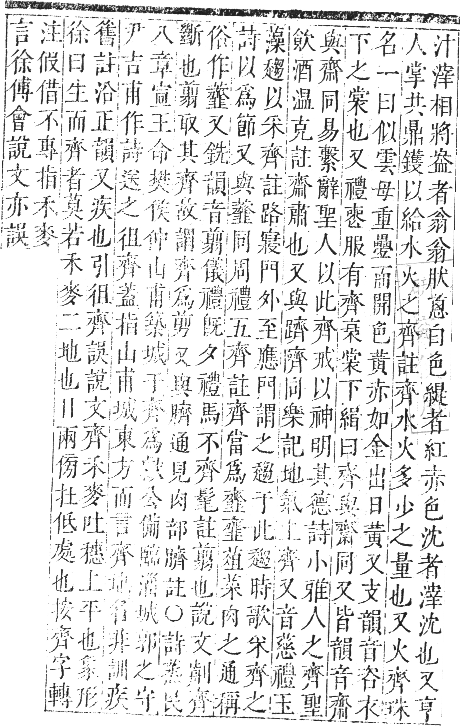 汁滓相將盎者翁翁狀蔥白色緹者紅赤色沈者滓沈也又亨
人掌共鼎鑊以給水火之齊註齊水火多少之量也又火齊珠
名一曰似雲母重疊而開色黃赤如金出日黃又支韻音咨衣
下之裳也又禮喪服有齊衰裳下緝曰齊與齋同又皆韻音齊
與齋同易繫辭聖人以此齊戒以神明其德詩小雅人之齊聖
飲酒温克註齋肅也又與躋隮同樂記地氣上齊又音慈禮玉
藻趨以采齊註路寢門外至應門謂之趨于此趨時歌采齊之
詩以爲節又與齏同周禮五齊註齊當爲齏齏菹菜肉之通稱
俗作虀又銑韻音翦儀禮旣夕禮馬不齊髦註翦也說文翦齊
斷也翦取其齊故謂齊爲剪又與臍通見肉部臍註○詩烝民
八章宣王命樊侯仲山甫築城于齊爲 公備臨淄城郭之守
尹吉甫作詩送之徂齊蓋指山甫城東方而言齊地名非訓疾
舊註沿正韻又疾也引徂齊誤說文齊禾麥吐穗上平也象形
徐曰生而齊者莫若禾麥二地也 兩傍在低處也按齊字轉
注假借不專指禾麥
言徐傅會說文亦誤